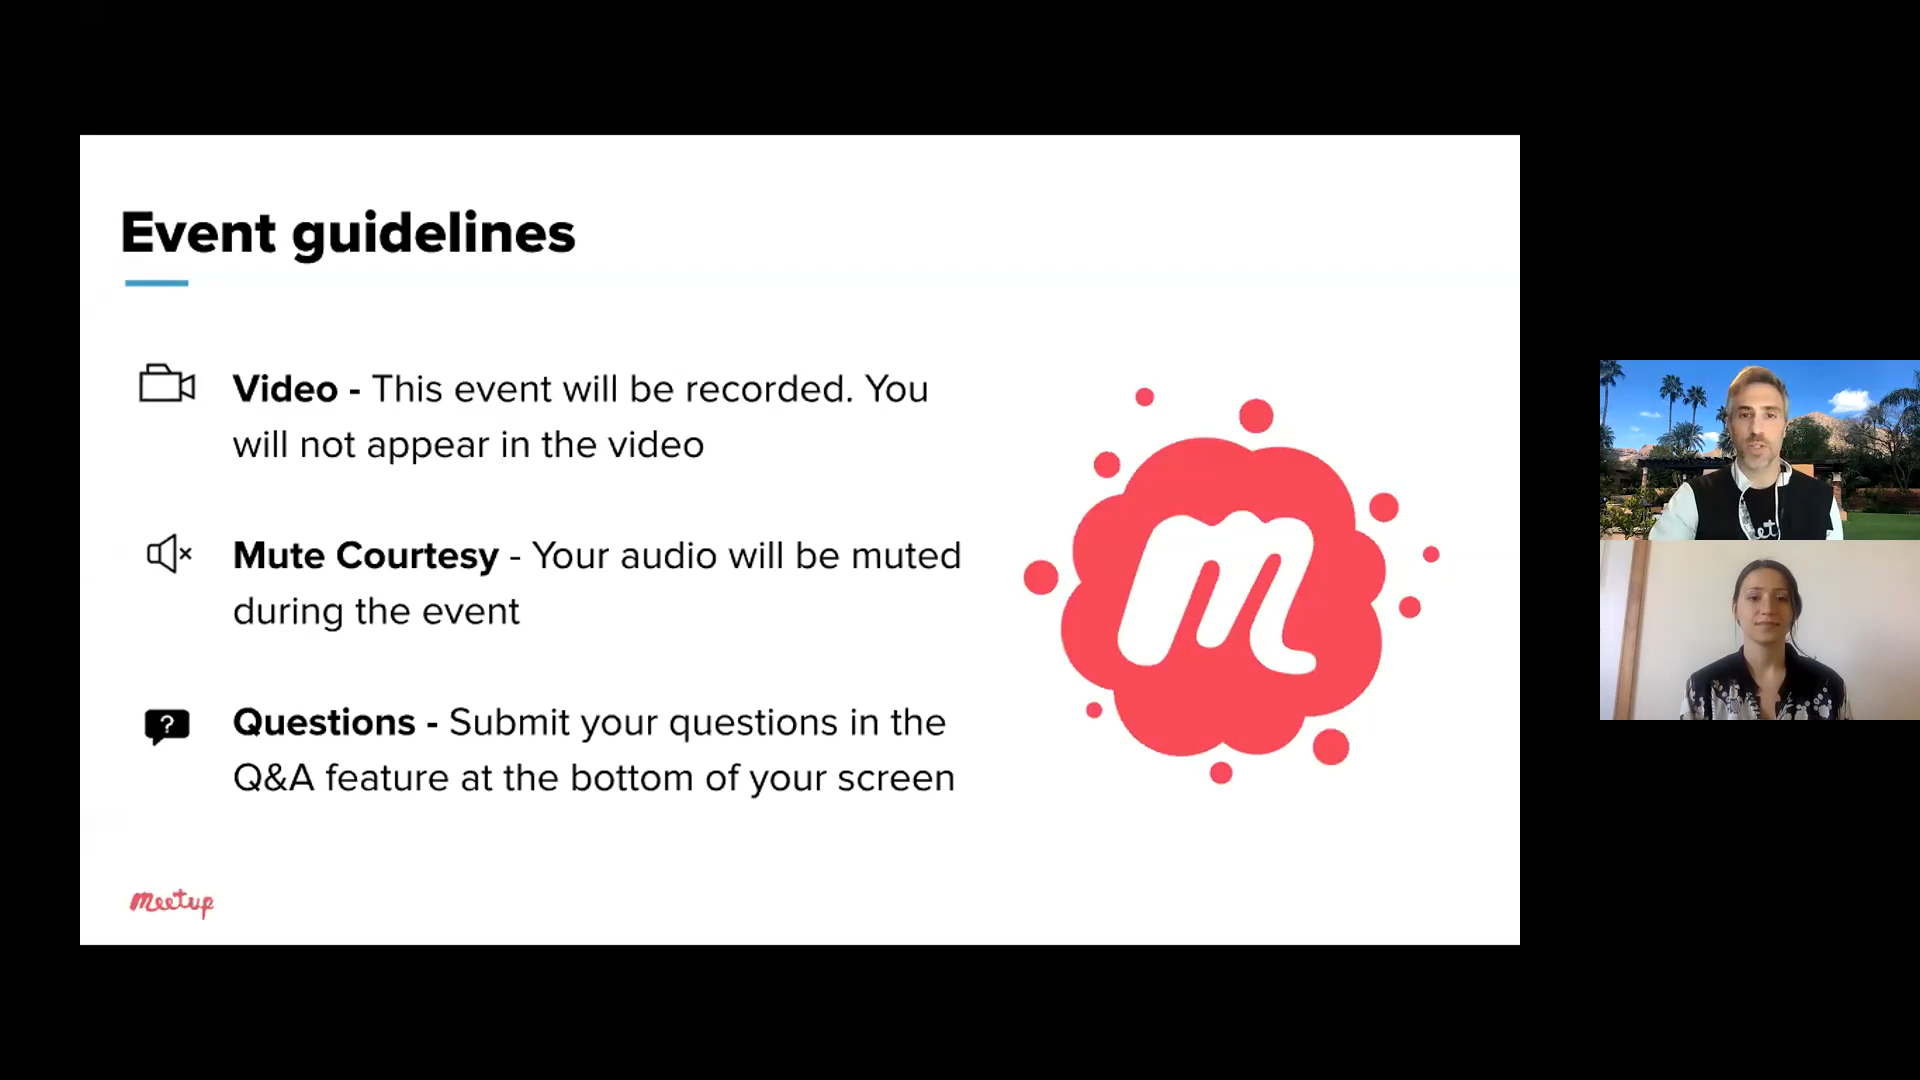 Event guidelines
Video - This event will be recorded. You
will not appear in the video
Mute Courtesy - Your audio will be muted
during the event
?
Questions - Submit your questions in the
Q&A feature at the bottom of your screen
m
meetup